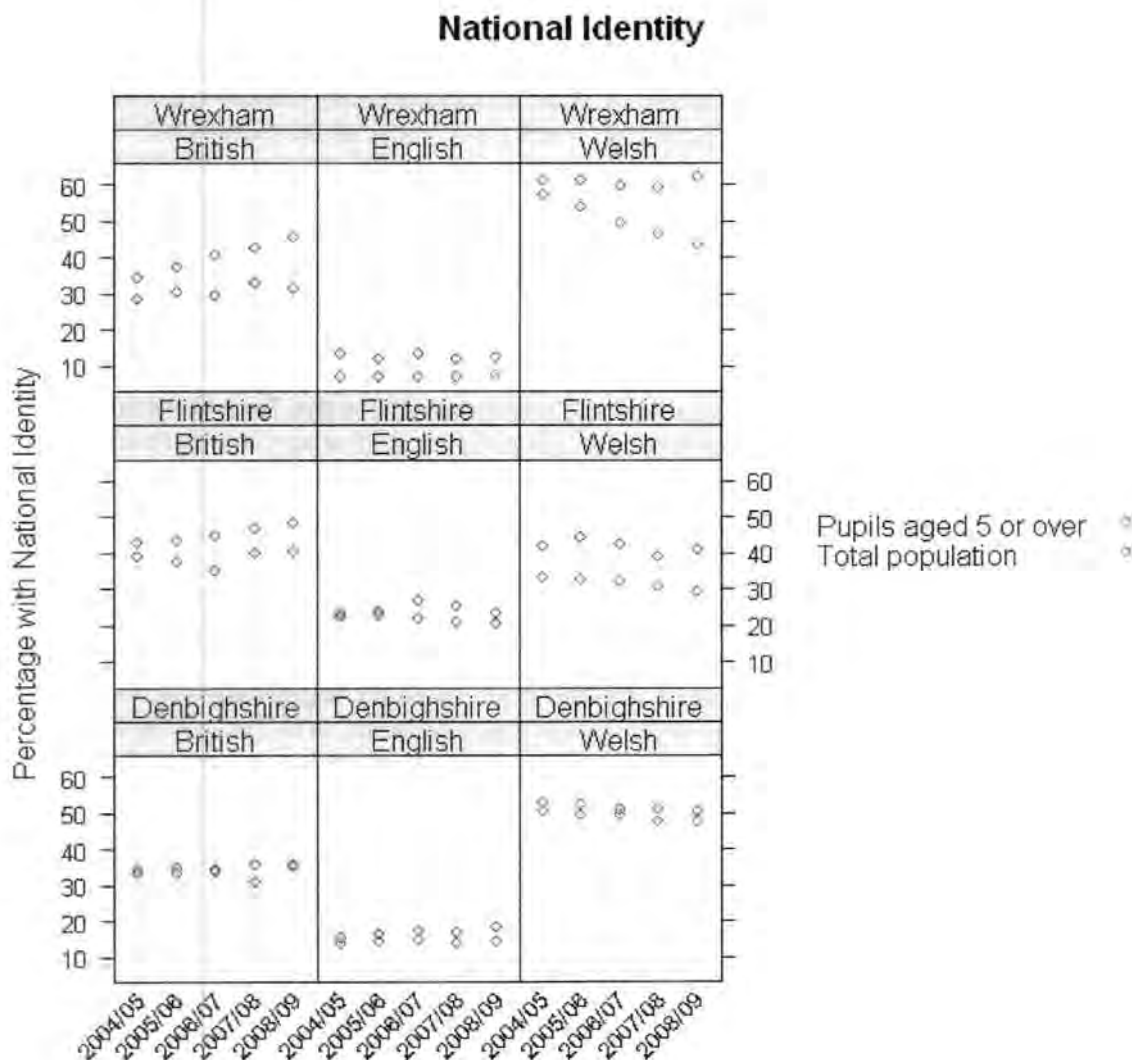 National Identity
Wrexham Wrexham Wrexham
British English Welsh
60
50
40
30
20
10
Flintshire Flintshire Flintshire
British English Welsh
60
50
40
30
20
10
Pupils aged 5 or over
Total population
Denbighshire Denbighshire Denbighshire
British English Welsh
60
50
40
30
20
10
Percentage with National Identity
2004/05 2005/06 2006/07 2007/08 2008/09 2004/05 2005/06 2006/07 2007/08 2008/09 2004/05 2005/06 2006/07 2007/08 2008/09